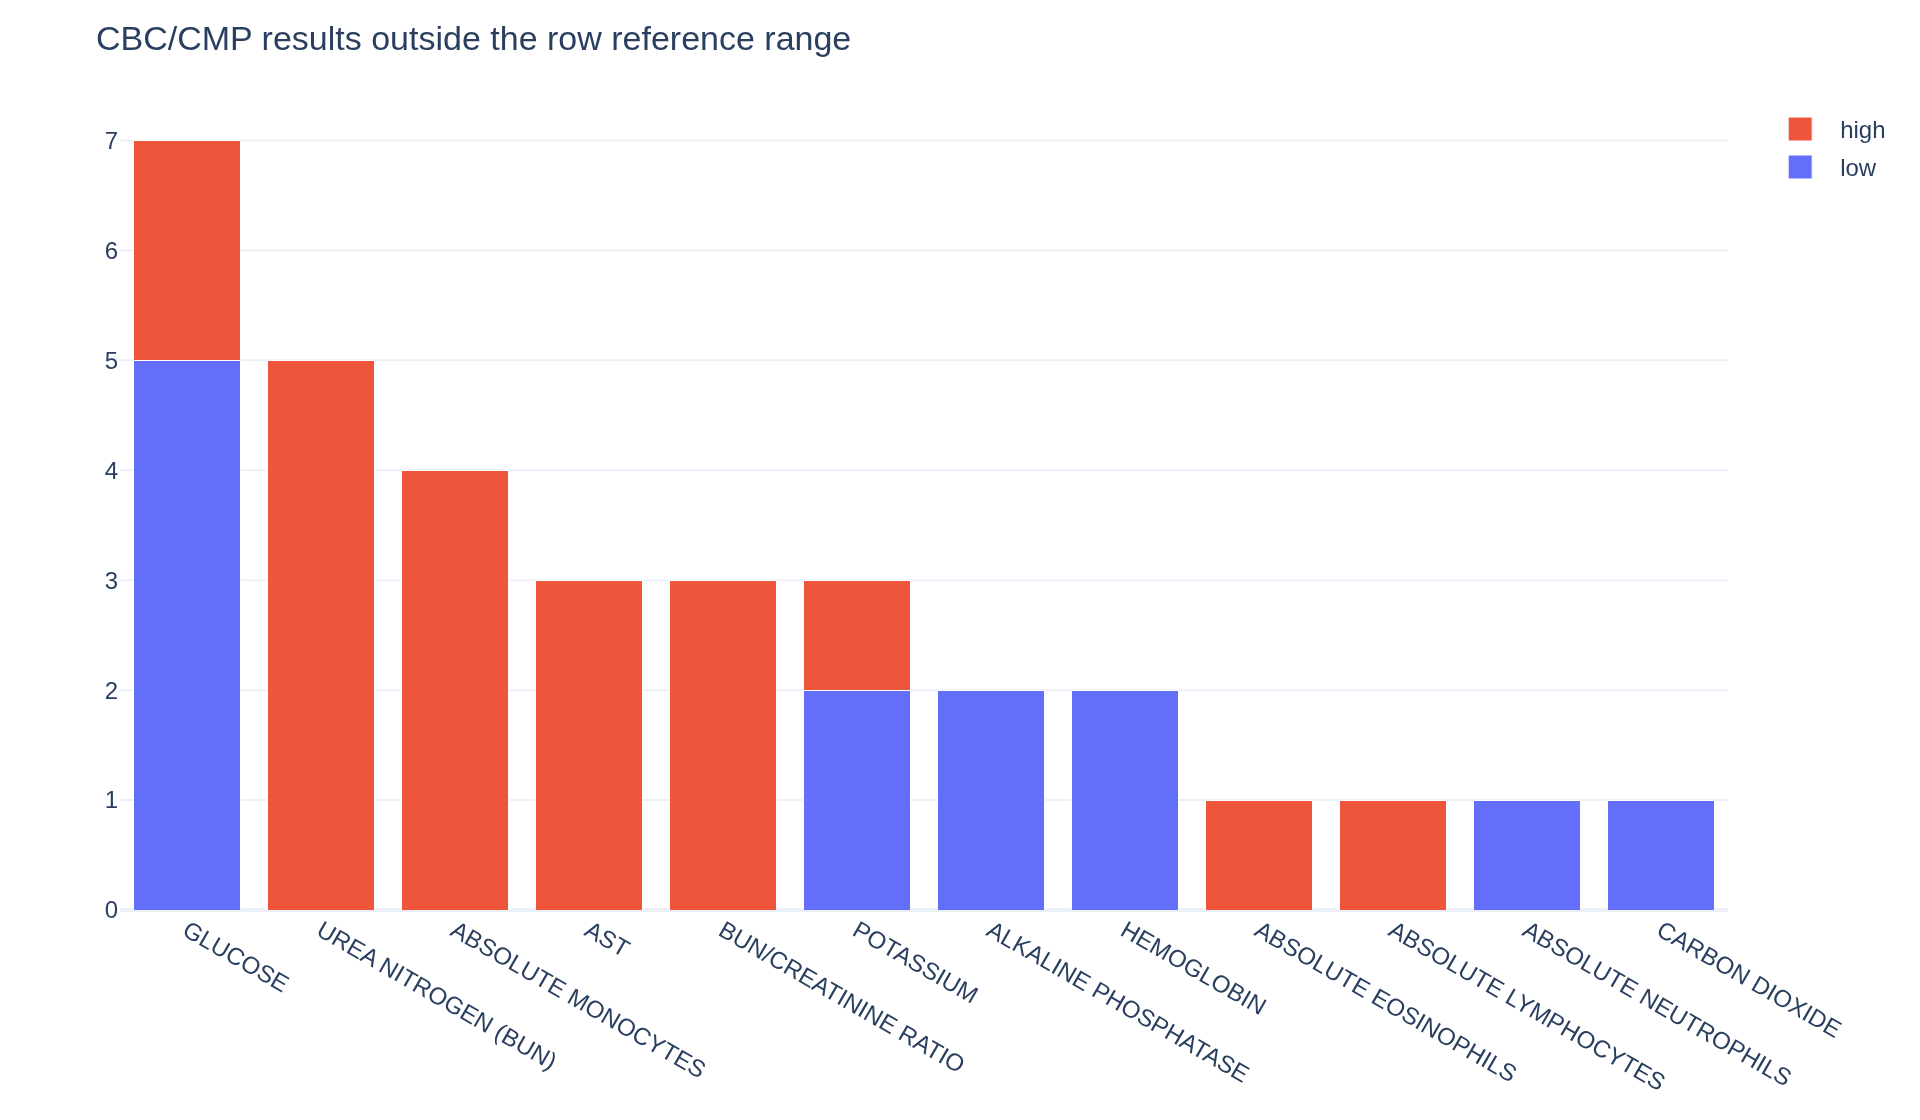 CBC/CMP results outside the row reference range
high
low
7
6
5
4
3
2
1
0
GLUCOSE
UREA NITROGEN (BUN)
ABSOLUTE MONOCYTES
AST
BUN/CREATININE RATIO
POTASSIUM
ALKALINE PHOSPHATASE
HEMOGLOBIN
ABSOLUTE EOSINOPHILS
ABSOLUTE LYMPHOCYTES
ABSOLUTE NEUTROPHILS
CARBON DIOXIDE